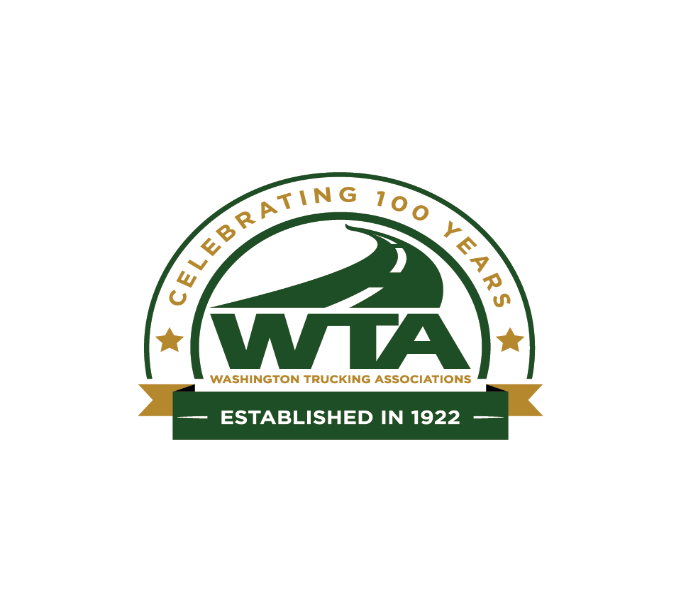 CELEBRATING 100 YEARS
WTA
WASHINGTON TRUCKING ASSOCIATIONS
ESTABLISHED IN 1922